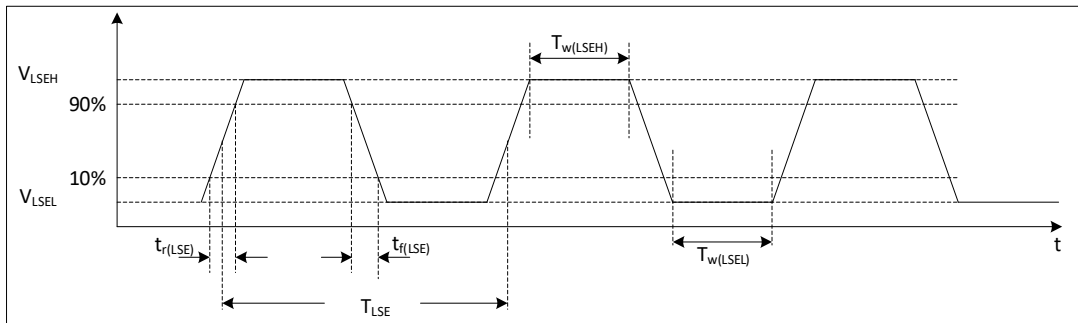 T_w(LSEH)
V_LSEH
90%
10%
V_LSEL
t_r(LSE)
t_f(LSE)
T_w(LSEL)
t
T_LSE